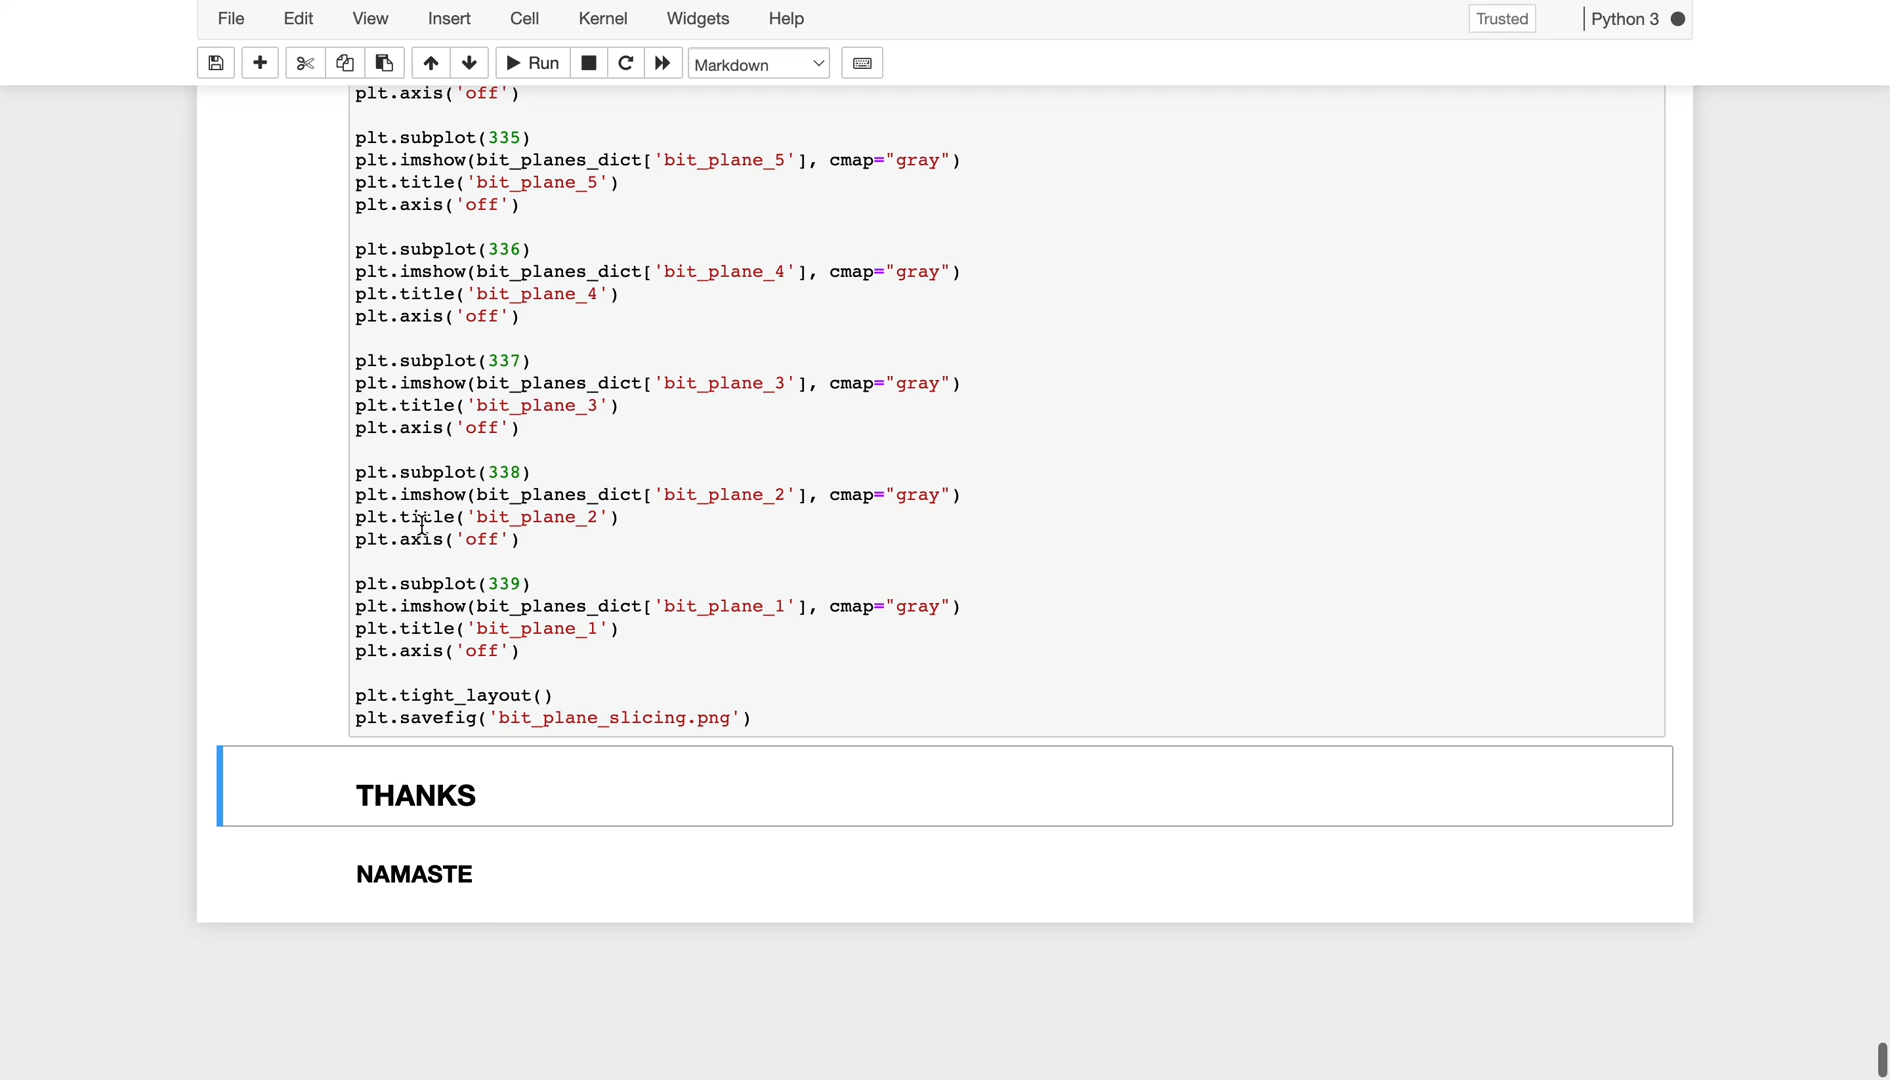 File Edit View Insert Cell Kernel Widgets Help Trusted Python 3
Run Markdown
plt.axis('off')
plt.subplot(335)
plt.imshow(bit_planes_dict['bit_plane_5'], cmap="gray")
plt.title('bit_plane_5')
plt.axis('off')
plt.subplot(336)
plt.imshow(bit_planes_dict['bit_plane_4'], cmap="gray")
plt.title('bit_plane_4')
plt.axis('off')
plt.subplot(337)
plt.imshow(bit_planes_dict['bit_plane_3'], cmap="gray")
plt.title('bit_plane_3')
plt.axis('off')
plt.subplot(338)
plt.imshow(bit_planes_dict['bit_plane_2'], cmap="gray")
plt.title('bit_plane_2')
plt.axis('off')
plt.subplot(339)
plt.imshow(bit_planes_dict['bit_plane_1'], cmap="gray")
plt.title('bit_plane_1')
plt.axis('off')
plt.tight_layout()
plt.savefig('bit_plane_slicing.png')
THANKS
NAMASTE